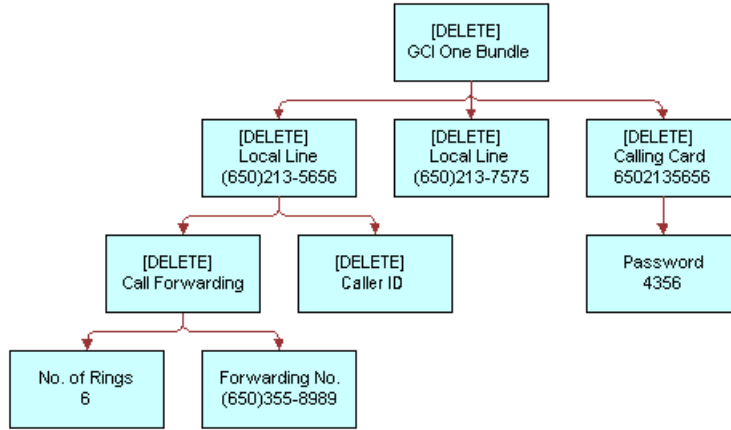 [DELETE]
GCI One Bundle
[DELETE]
Local Line
(650)213-5656
[DELETE]
Local Line
(650)213-7575
[DELETE]
Calling Card
6502135656
[DELETE]
Call Forwarding
[DELETE]
Caller ID
Password
4356
No. of Rings
6
Forwarding No.
(650)355-8989